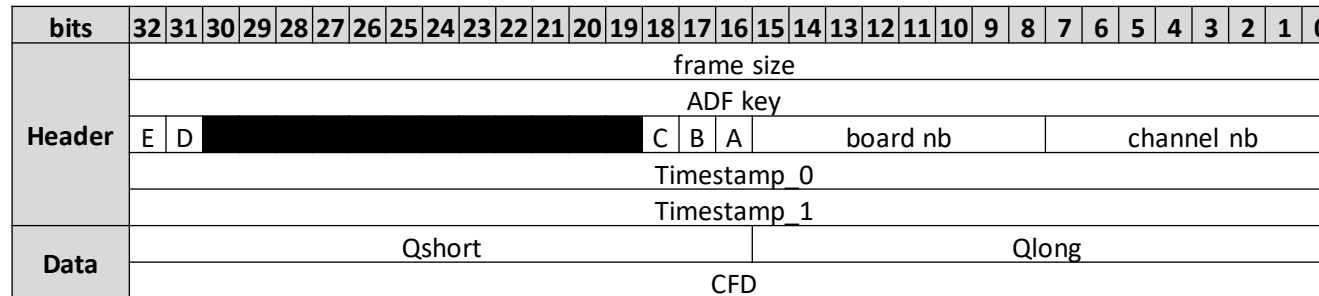 bits 32 31 30 29 28 27 26 25 24 23 22 21 20 19 18 17 16 15 14 13 12 11 10 9 8 7 6 5 4 3 2 1 0
frame size
ADF key
Header E D C B A board nb channel nb
Timestamp_0
Timestamp_1
Data Qshort Qlong
CFD